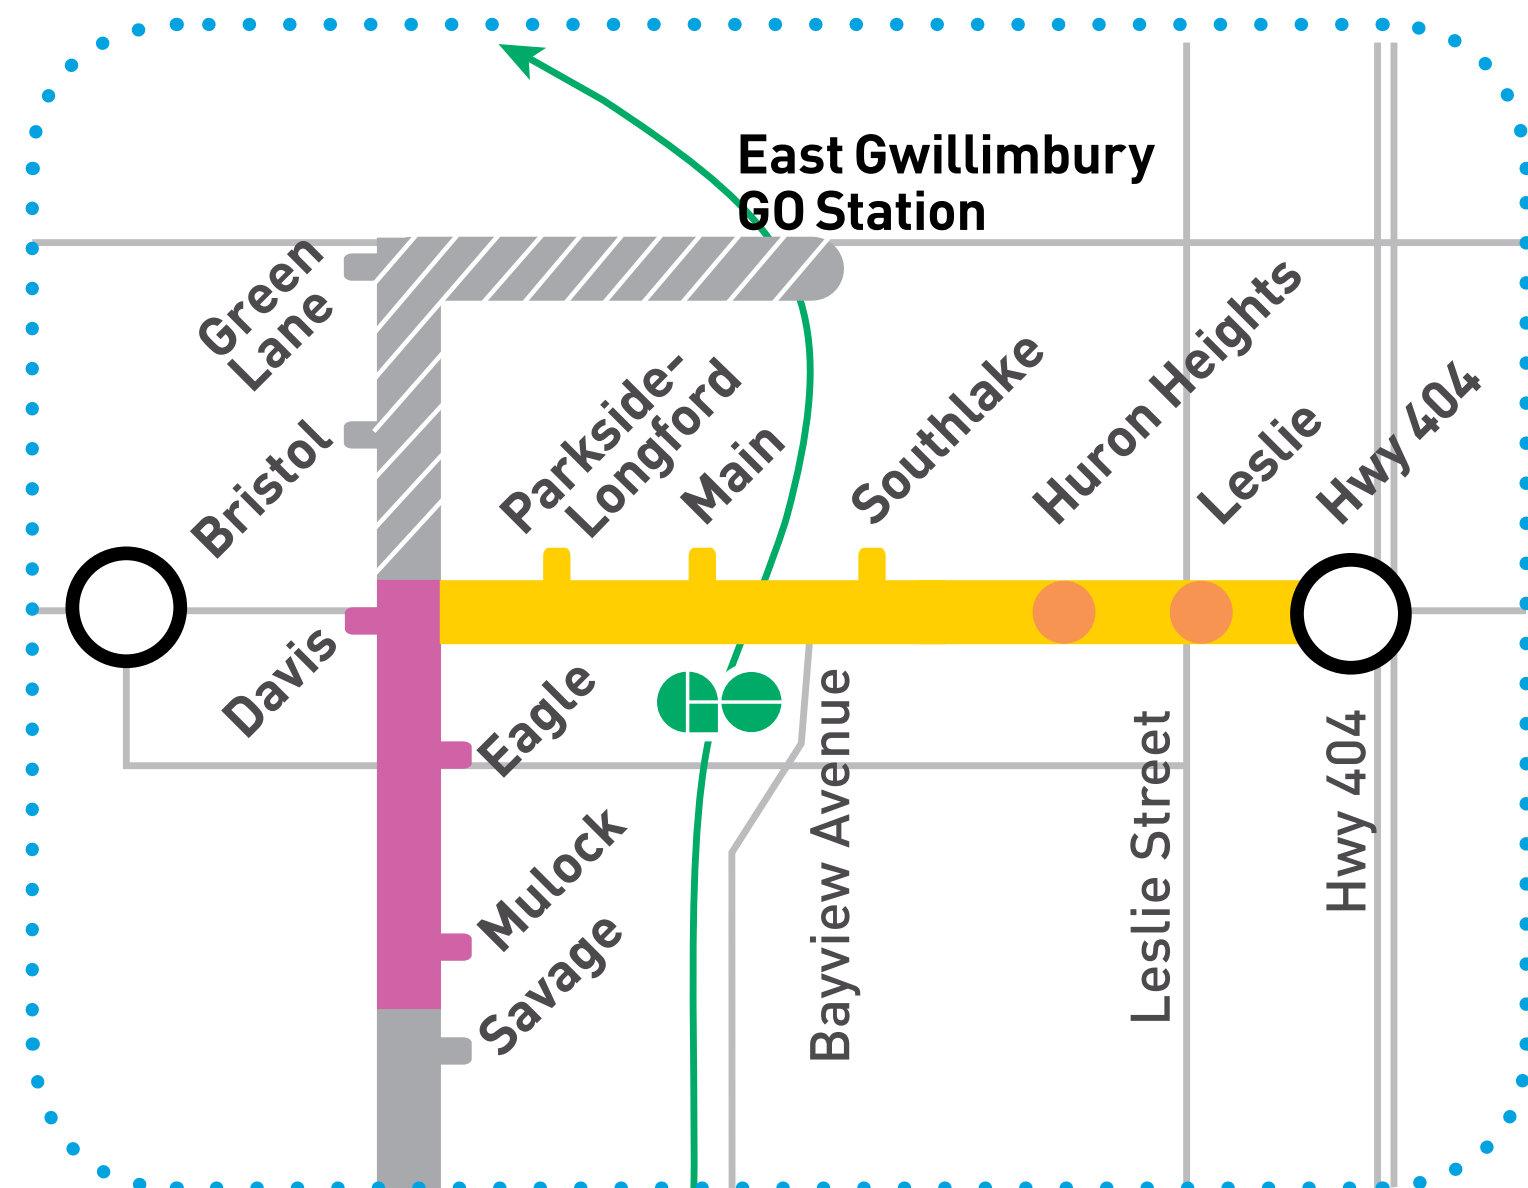 East Gwillimbury
GO Station
Green
Lane
Bristol
Parkside-
Longford
Main
Southlake
Huron Heights
Leslie
Hwy 404
Davis
Eagle
Mulock
Savage
Bayview Avenue
Leslie Street
Hwy 404